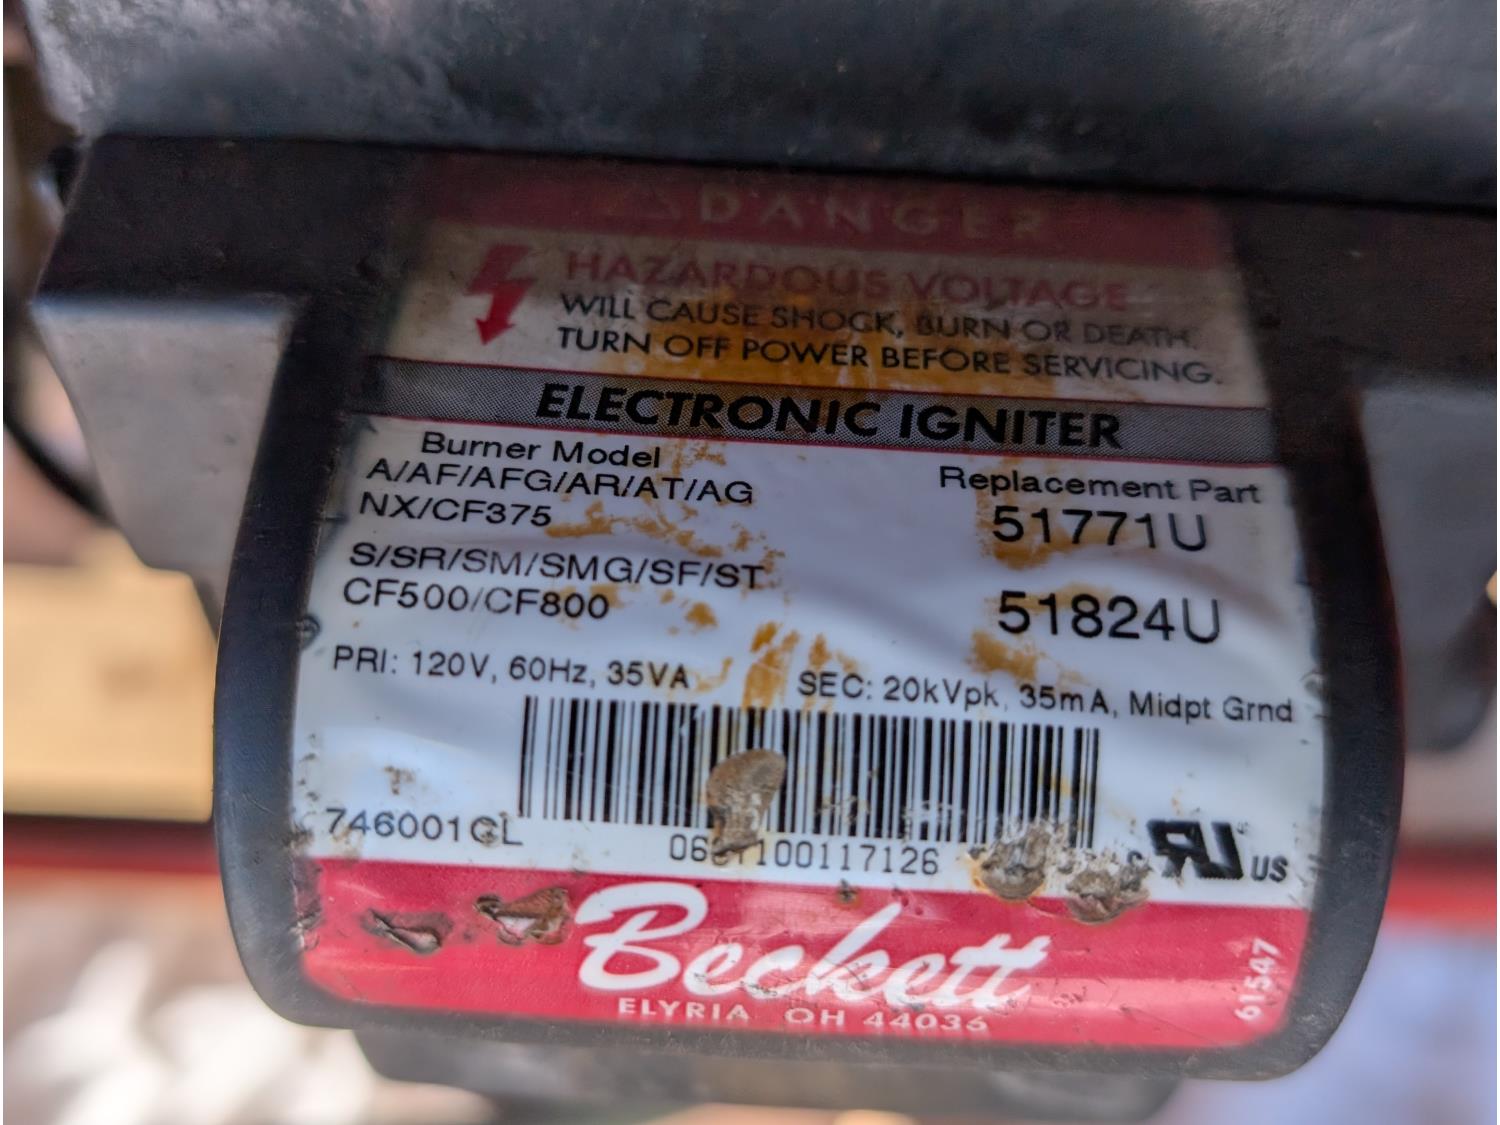 ⚠DANGER
HAZARDOUS VOLTAGE
WILL CAUSE SHOCK, BURN OR DEATH.
TURN OFF POWER BEFORE SERVICING.
ELECTRONIC IGNITER
Burner Model
Replacement Part
A/AF/AFG/AR/AT/AG
NX/CF375
51771U
S/SR/SM/SMG/SF/ST
CF500/CF800
51824U
PRI: 120V, 60Hz, 35VA
SEC: 20kVpk, 35mA, Midpt Grnd
746001CL
c UR US
Beckett
ELYRIA OH 44036
61547